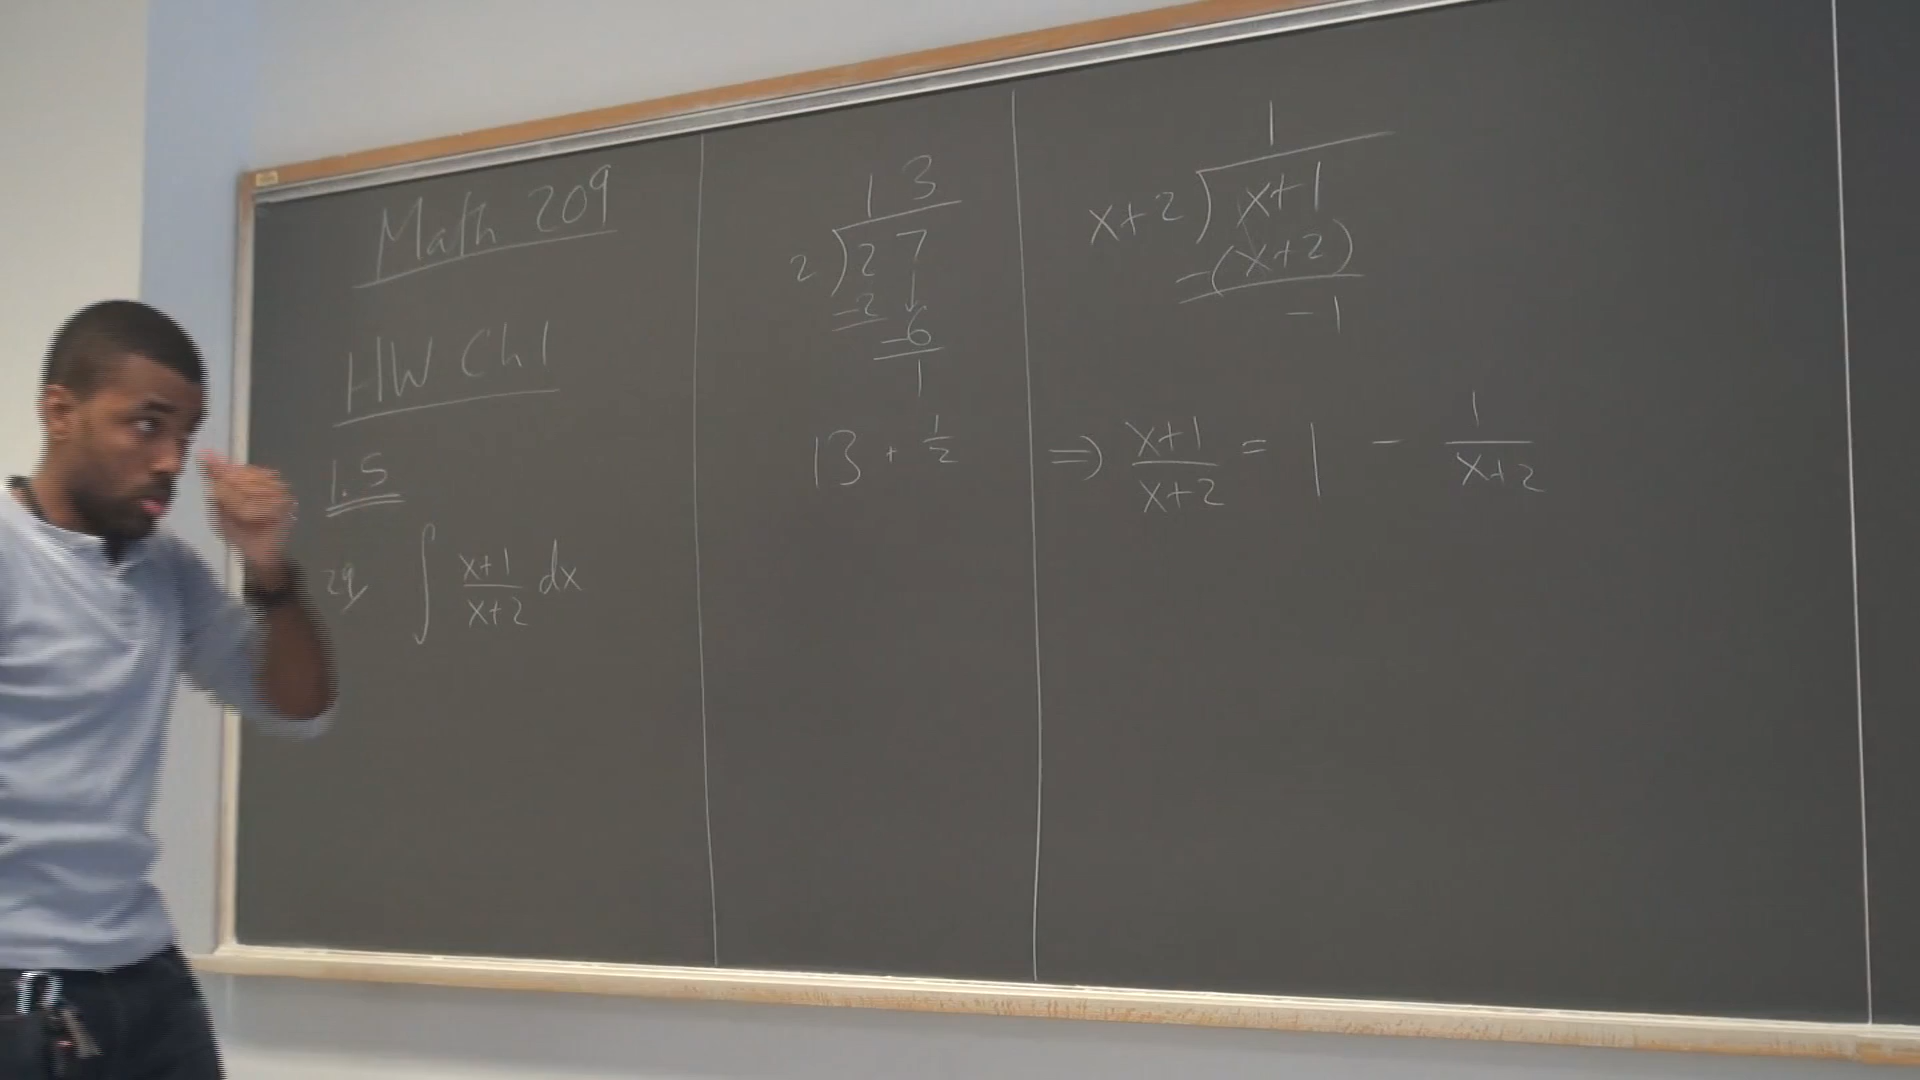 Math 209
HW Ch 1
1.5
29 ∫ x+1/x+2 dx
13
2)27
-2
-6
1
13 + 1/2
1
x+2)x+1
-(x+2)
-1
⇒ x+1/x+2 = 1 - 1/x+2